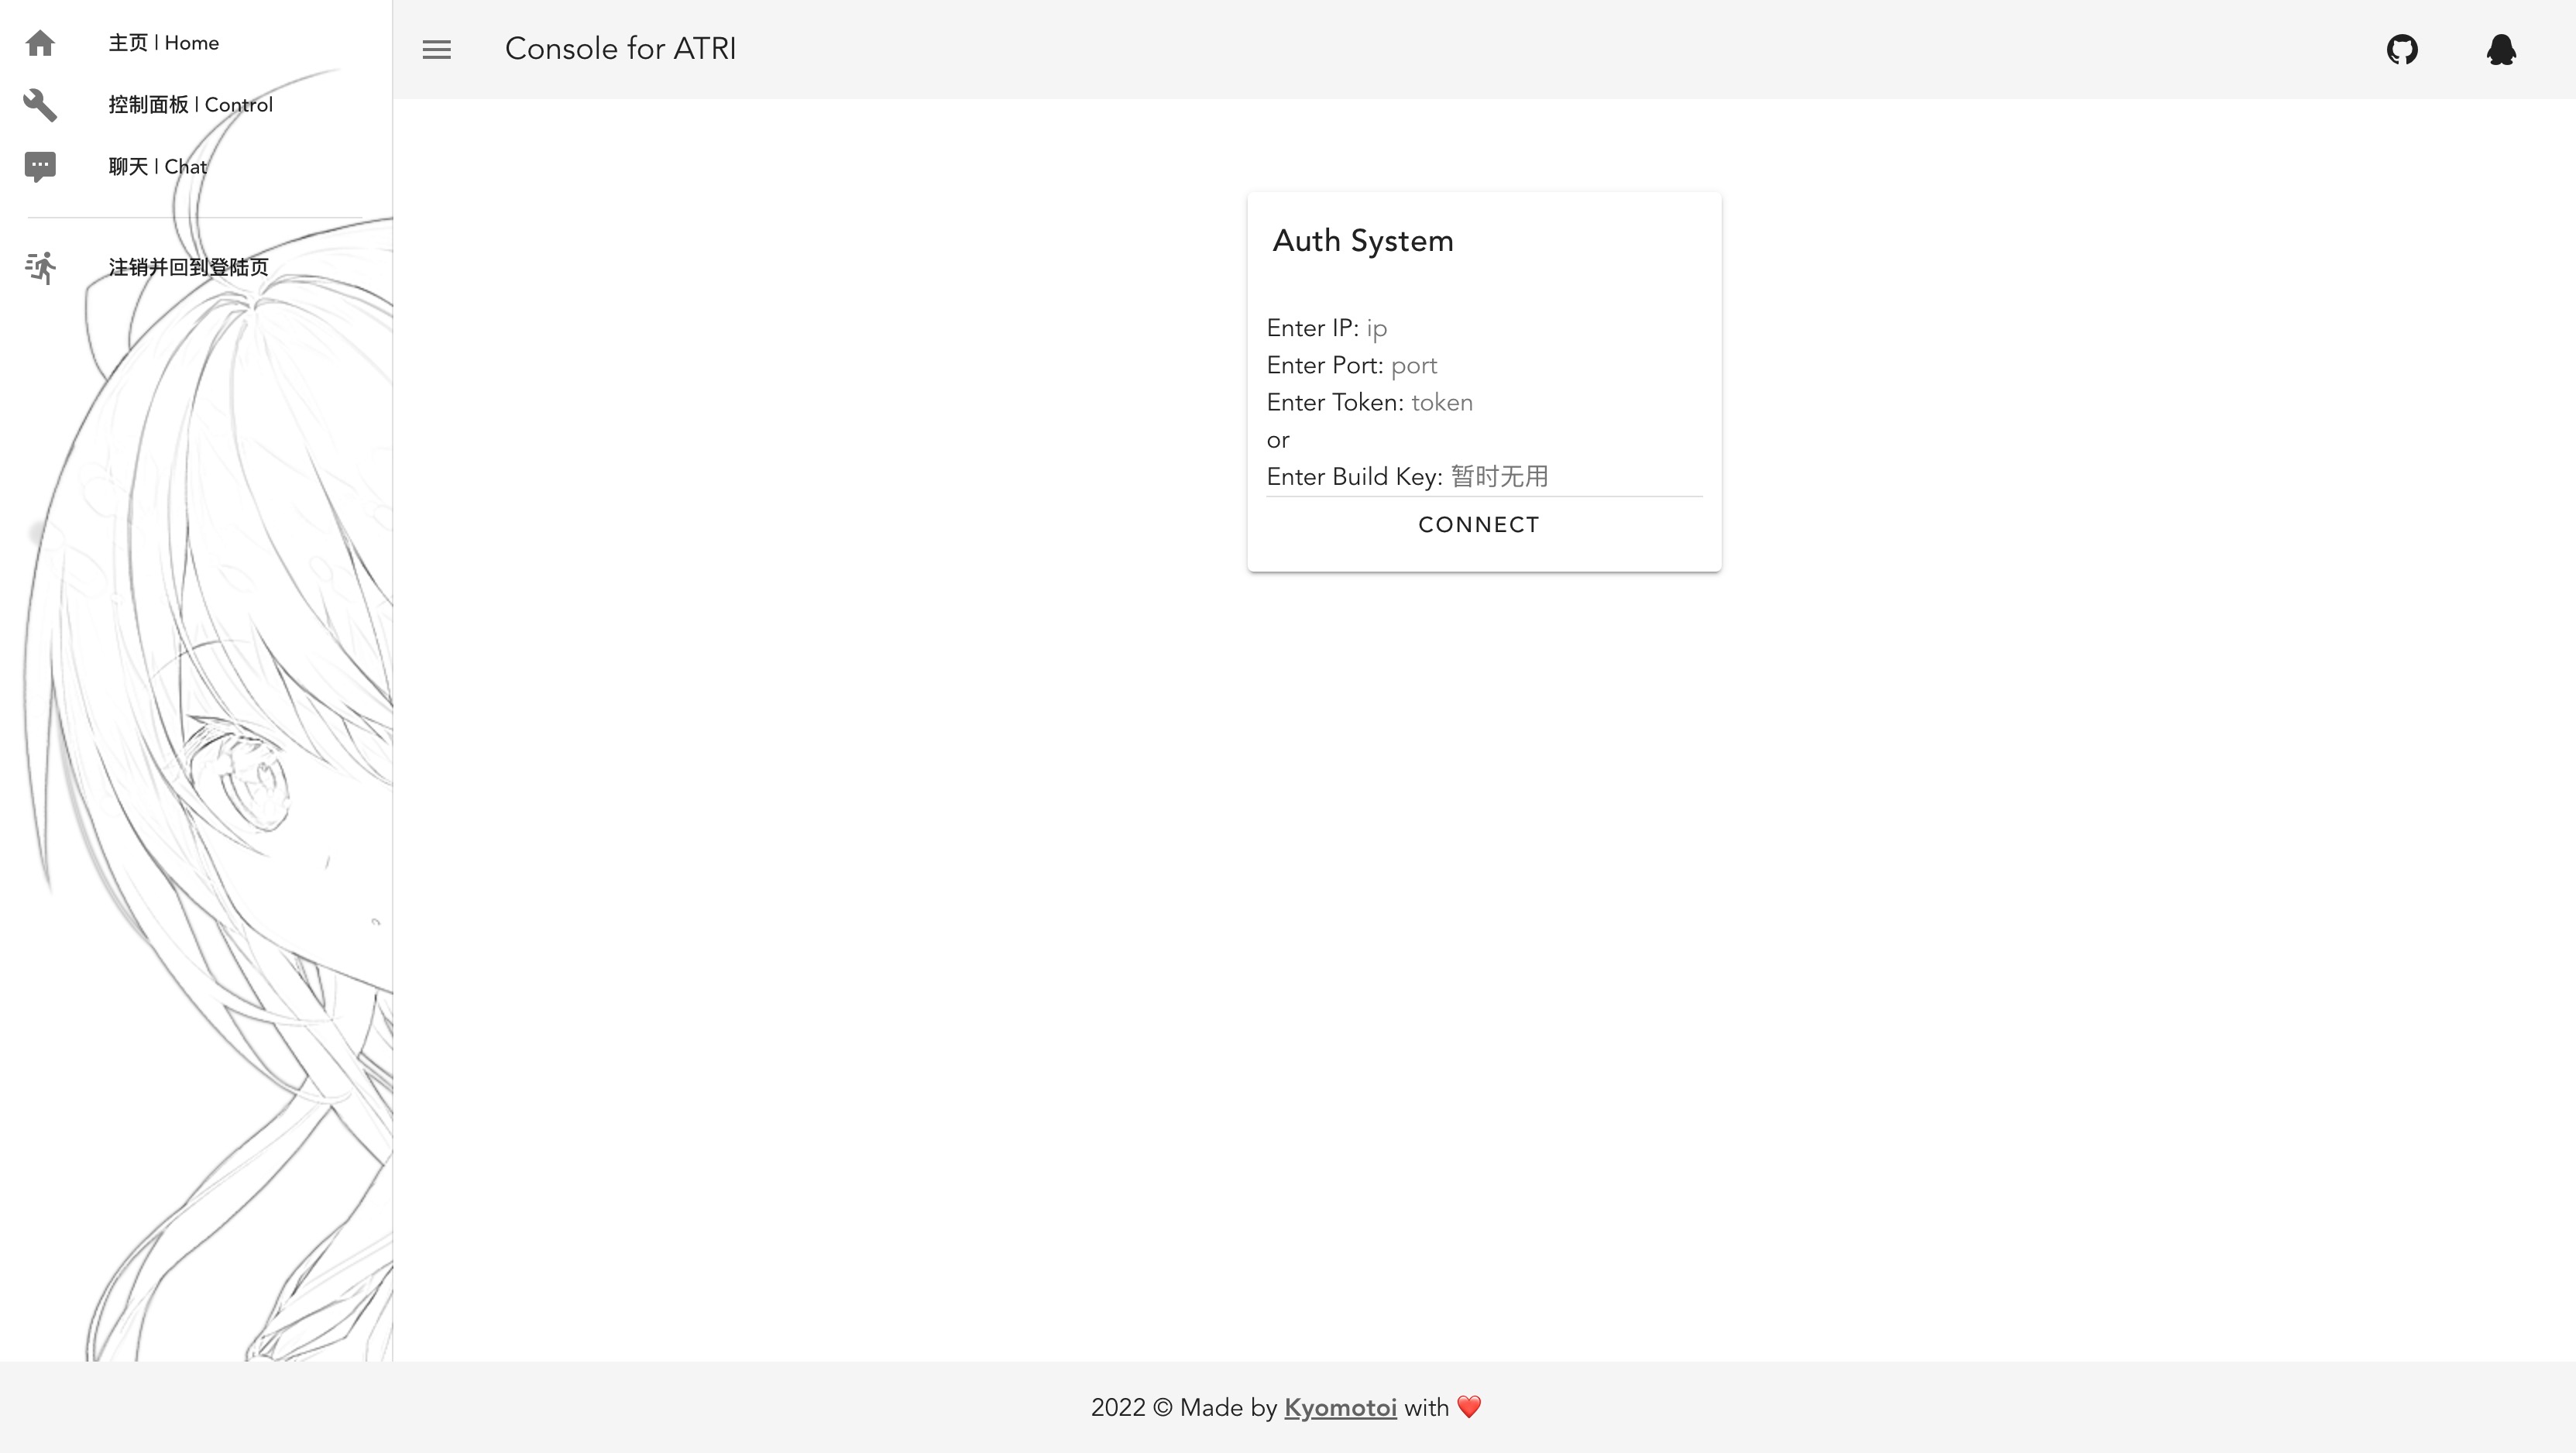 主页 | Home
控制面板 | Control
聊天 | Chat
注销并回到登陆页
Console for ATRI
Auth System
Enter IP: ip
Enter Port: port
Enter Token: token
or
Enter Build Key: 暂时无用
CONNECT
2022 © Made by Kyomotoi with ❤️